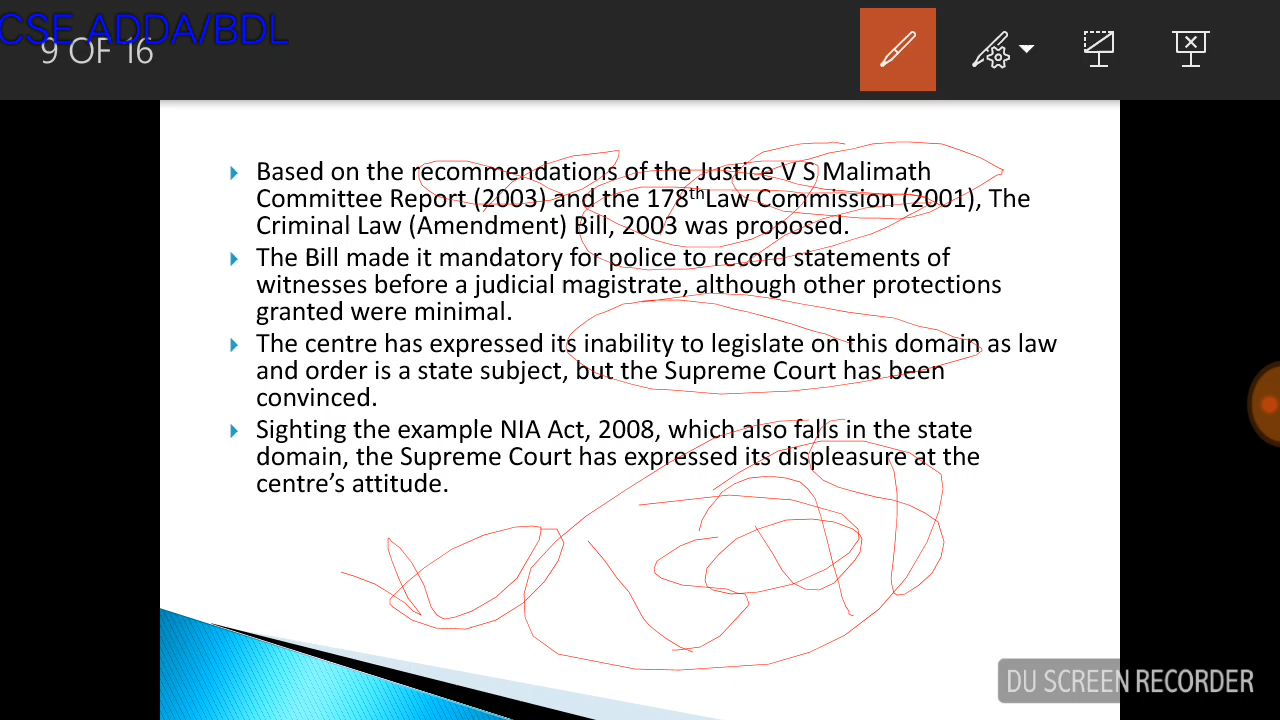 CSE ADDA/BDL
9 OF 16
Based on the recommendations of the Justice V S Malimath
Committee Report (2003) and the 178thLaw Commission (2001), The
Criminal Law (Amendment) Bill, 2003 was proposed.
The Bill made it mandatory for police to record statements of
witnesses before a judicial magistrate, although other protections
granted were minimal.
The centre has expressed its inability to legislate on this domain as law
and order is a state subject, but the Supreme Court has been
convinced.
Sighting the example NIA Act, 2008, which also falls in the state
domain, the Supreme Court has expressed its displeasure at the
centre’s attitude.
DU SCREEN RECORDER